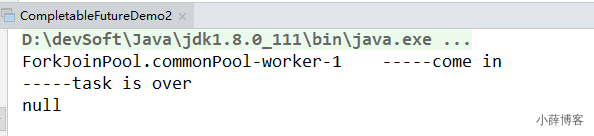 CompletableFutureDemo2
D:\devSoft\Java\jdk1.8.0_111\bin\java.exe ...
ForkJoinPool.commonPool-worker-1    -----come in
-----task is over
null
小薛博客